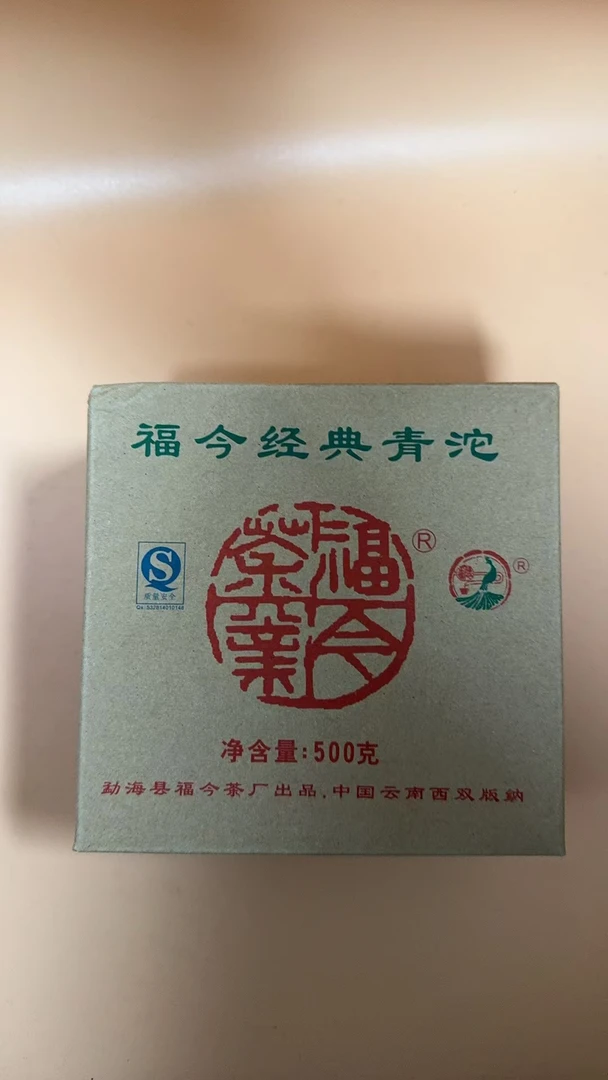 福今经典青沱
福今茶業
®
®
质量安全
净含量:500克
勐海县福今茶厂出品,中国云南西双版纳